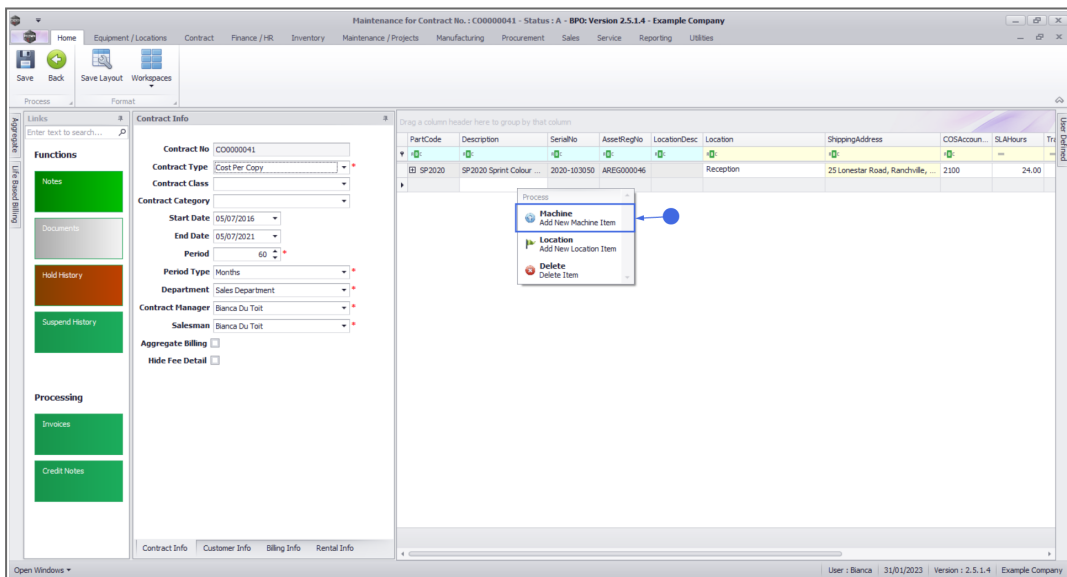 Maintenance for Contract No. : CO0000041 - Status : A - BPO: Version 2.5.1.4 - Example Company
Home Equipment / Locations Contract Finance / HR Inventory Maintenance / Projects Manufacturing Procurement Sales Service Reporting Utilities
Save Back Save Layout Workspaces
Process Format
Aggregate
Life Based Billing
Links
Enter text to search...
Functions
Notes
Documents
Hold History
Suspend History
Processing
Invoices
Credit Notes
Contract Info
Contract No CO0000041
Contract Type Cost Per Copy *
Contract Class
Contract Category
Start Date 05/07/2016
End Date 05/07/2021
Period 60 *
Period Type Months *
Department Sales Department *
Contract Manager Bianca Du Toit *
Salesman Bianca Du Toit *
Aggregate Billing
Hide Fee Detail
Contract Info Customer Info Billing Info Rental Info
Drag a column header here to group by that column
PartCode Description SerialNo AssetRegNo LocationDesc Location ShippingAddress COSAccoun... SLAHours
SP2020 SP2020 Sprint Colour ... 2020-103050 AREG000046 Reception 25 Lonestar Road, Ranchville, ... 2100 24.00
Process
Machine
Add New Machine Item
Location
Add New Location Item
Delete
Delete Item
User Defined
Open Windows
User : Bianca 31/01/2023 Version : 2.5.1.4 Example Company